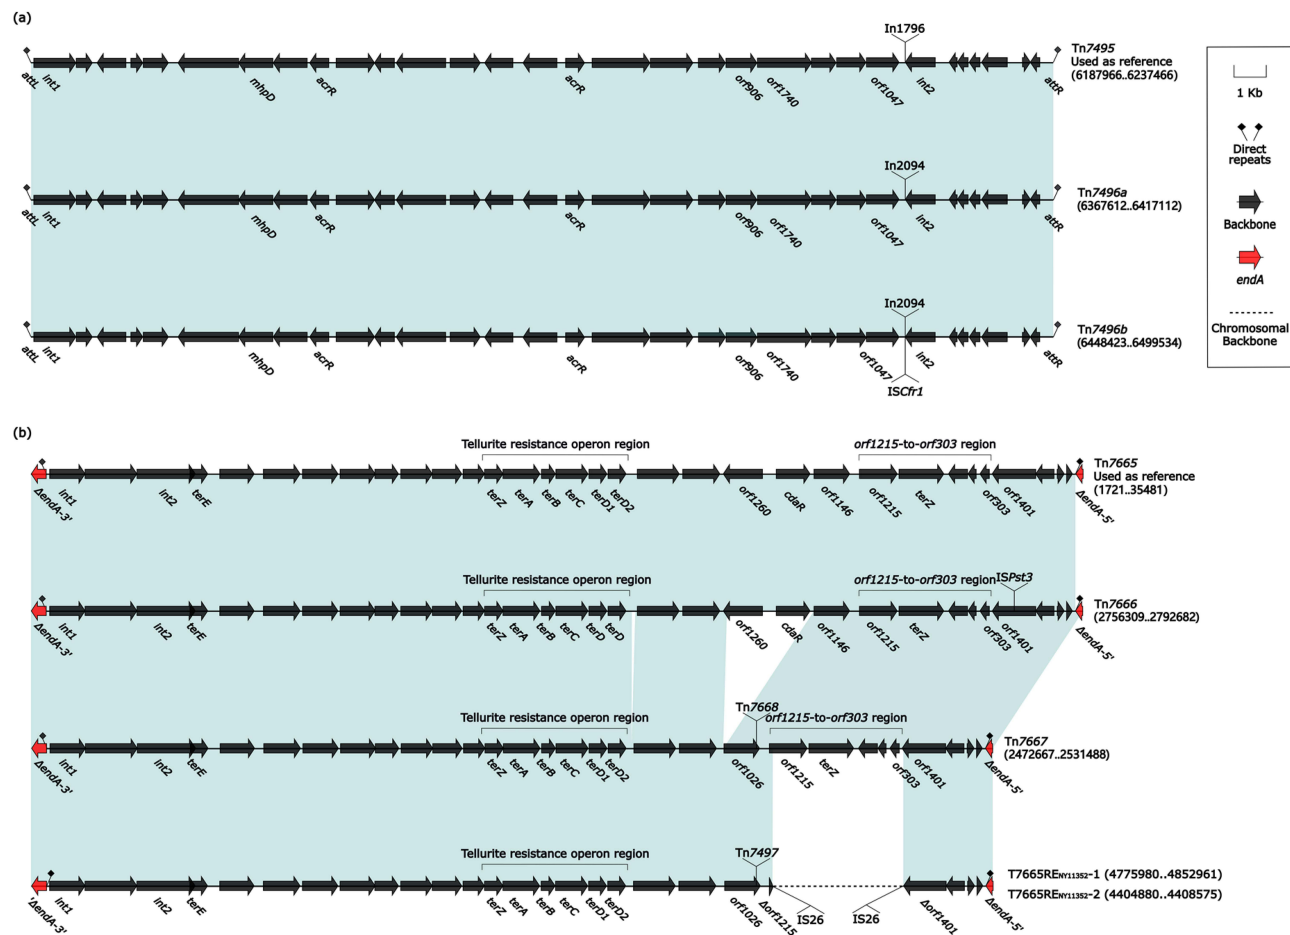 (a)
In1796
Tn7495
Used as reference
(6187966..6237466)
attL int1 mhpD acrR acrR orf906 orf1740 orf1047 int2 attR
In2094
Tn7496a
(6367612..6417112)
attL int1 mhpD acrR acrR orf906 orf1740 orf1047 int2 attR
In2094
Tn7496b
(6448423..6499534)
attL int1 mhpD acrR acrR orf906 orf1740 orf1047 int2 attR
ISCfr1
1 Kb
Direct
repeats
Backbone
endA
Chromosomal
Backbone
(b)
Tellurite resistance operon region orf1215-to-orf303 region
Tn7665
Used as reference
(1721..35481)
ΔendA-3' int1 int2 terE terZ terA terB terC terD1 terD2 orf1260 cdaR orf1146 orf1215 terZ orf303 orf1401 ΔendA-5'
Tellurite resistance operon region orf1215-to-orf303 region ISPst3
Tn7666
(2756309..2792682)
ΔendA-3' int1 int2 terE terZ terA terB terC terD terD orf1260 cdaR orf1146 orf1215 terZ orf303 orf1401 ΔendA-5'
Tn7668
Tellurite resistance operon region orf1215-to-orf303 region
Tn7667
(2472667..2531488)
ΔendA-3' int1 int2 terE terZ terA terB terC terD1 terD2 orf1026 orf1215 terZ orf303 orf1401 ΔendA-5'
Tellurite resistance operon region Tn7497
T7665RENY11352-1 (4775980..4852961)
T7665RENY11352-2 (4404880..4408575)
'ΔendA-3' int1 int2 terE terZ terA terB terC terD1 terD2 orf1026 Δorf1215 IS26 IS26 Δorf1401 ΔendA-5'